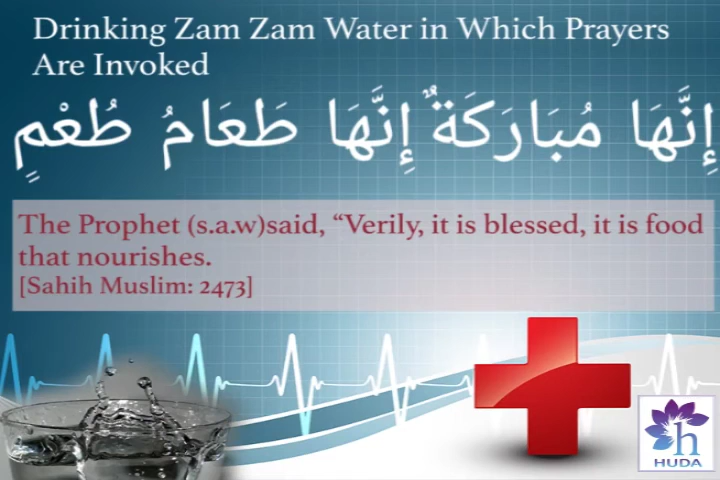 Drinking Zam Zam Water in Which Prayers
Are Invoked
إِنَّهَا مُبَارَكَةٌ إِنَّهَا طَعَامُ طُعْمٍ
The Prophet (s.a.w)said, “Verily, it is blessed, it is food
that nourishes.
[Sahih Muslim: 2473]
h
HUDA